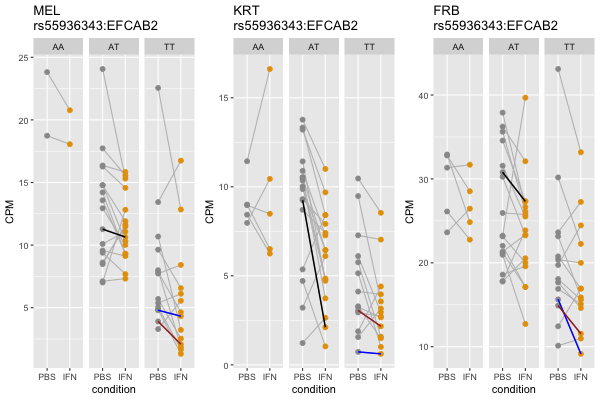 MEL
rs55936343:EFCAB2
AA AT TT
25
20
15
10
5
CPM
PBS IFN PBS IFN PBS IFN
condition
KRT
rs55936343:EFCAB2
AA AT TT
15
10
5
0
CPM
PBS IFN PBS IFN PBS IFN
condition
FRB
rs55936343:EFCAB2
AA AT TT
40
30
20
10
CPM
PBS IFN PBS IFN PBS IFN
condition